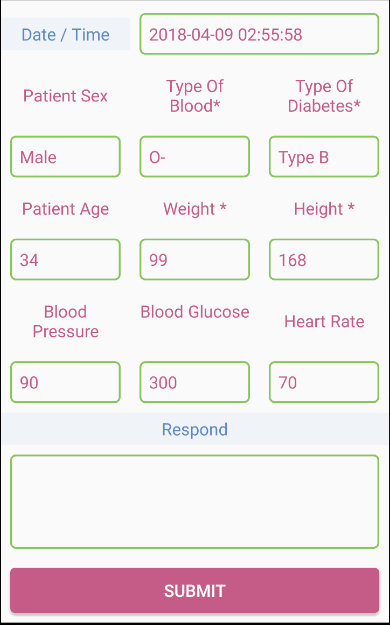 Date / Time
2018-04-09 02:55:58
Patient Sex
Type Of
Blood*
Type Of
Diabetes*
Male
O-
Type B
Patient Age
Weight *
Height *
34
99
168
Blood
Pressure
Blood Glucose
Heart Rate
90
300
70
Respond
SUBMIT